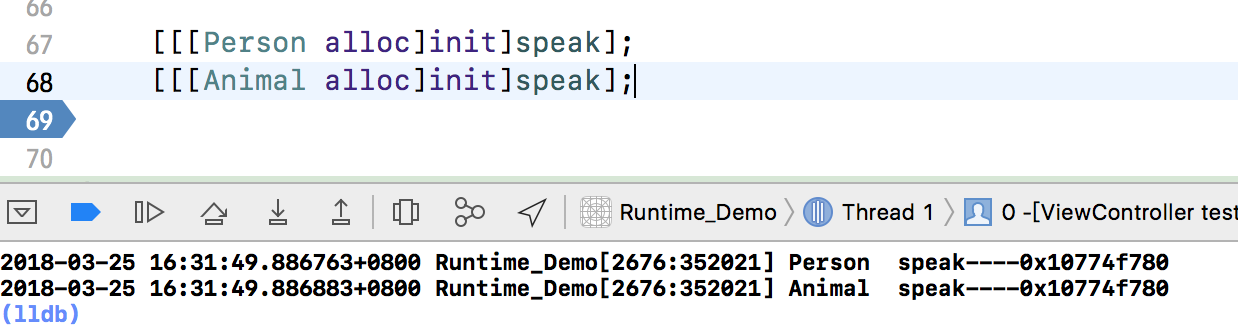 66
67 [[[Person alloc]init]speak];
68 [[[Animal alloc]init]speak];
69
70
Runtime_Demo Thread 1 0 -[ViewController test
2018-03-25 16:31:49.886763+0800 Runtime_Demo[2676:352021] Person  speak----0x10774f780
2018-03-25 16:31:49.886883+0800 Runtime_Demo[2676:352021] Animal  speak----0x10774f780
(lldb)